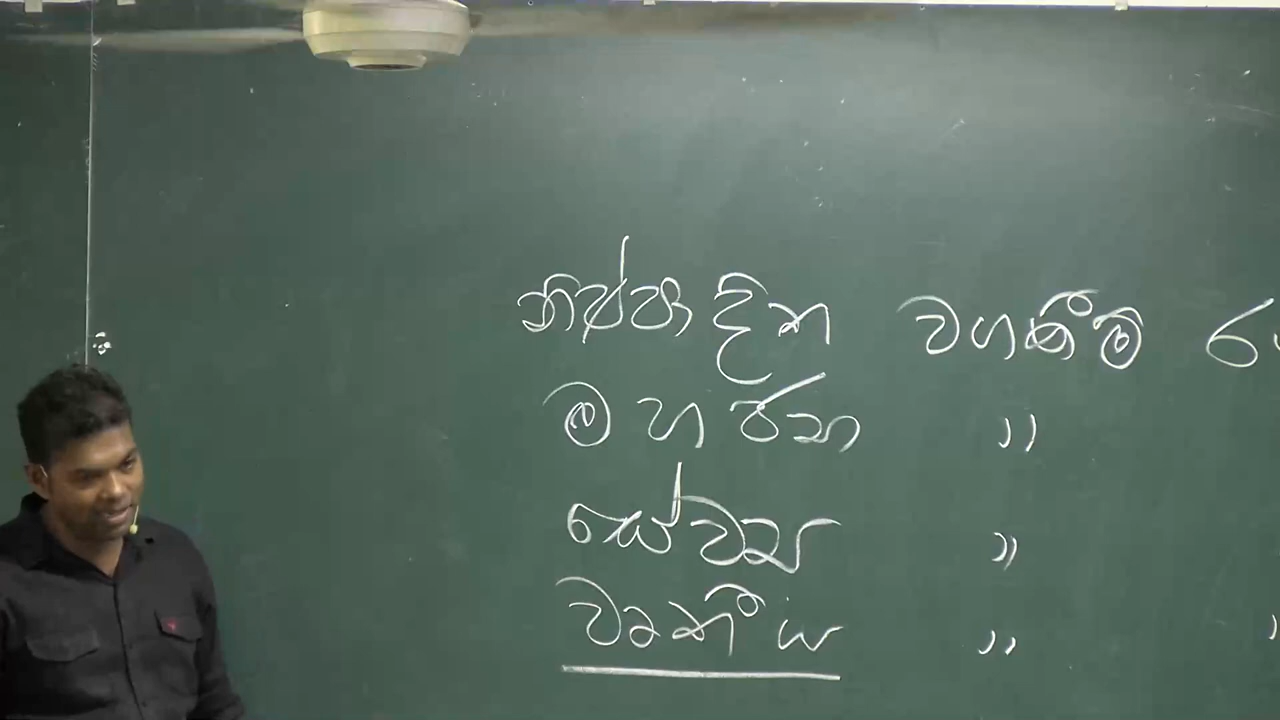 නිෂ්පාදිත වගකීම් ර
මහජන "
සේවක "
වෘත්තීය " "